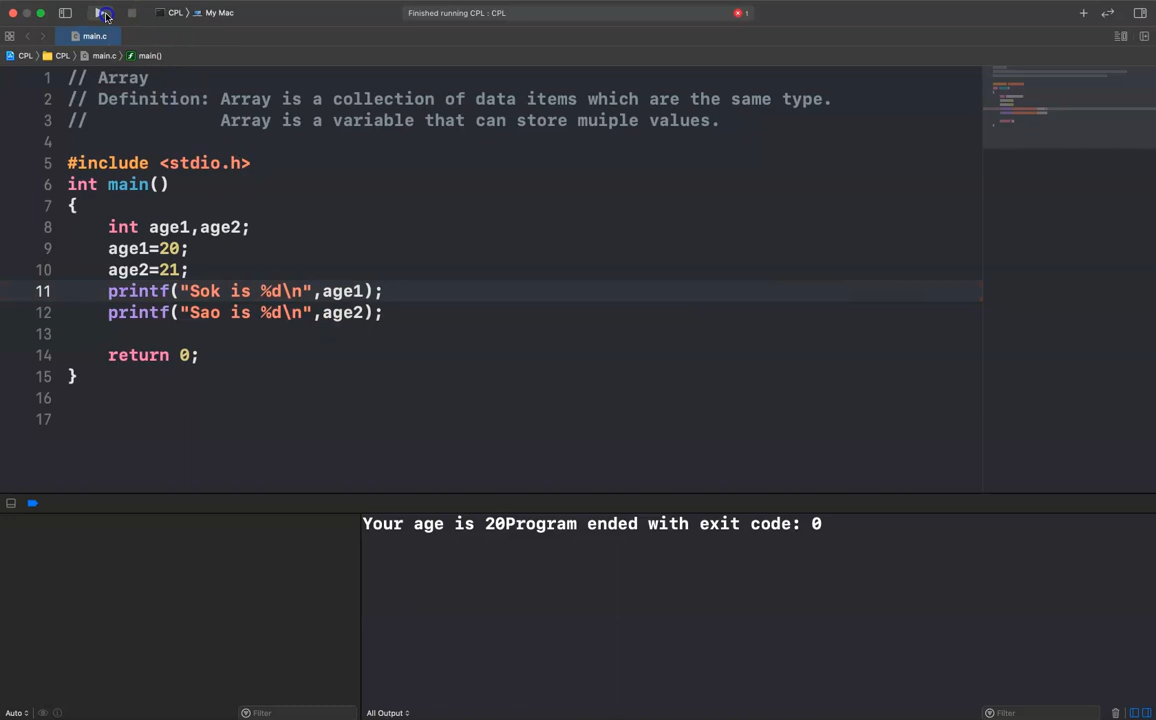 CPL › My Mac
Finished running CPL : CPL
1
main.c
CPL › CPL › main.c › main()
1 // Array
2 // Definition: Array is a collection of data items which are the same type.
3 //             Array is a variable that can store muiple values.
4
5 #include <stdio.h>
6 int main()
7 {
8     int age1,age2;
9     age1=20;
10     age2=21;
11     printf("Sok is %d\n",age1);
12     printf("Sao is %d\n",age2);
13
14     return 0;
15 }
16
17
Your age is 20Program ended with exit code: 0
Auto
Filter
All Output
Filter